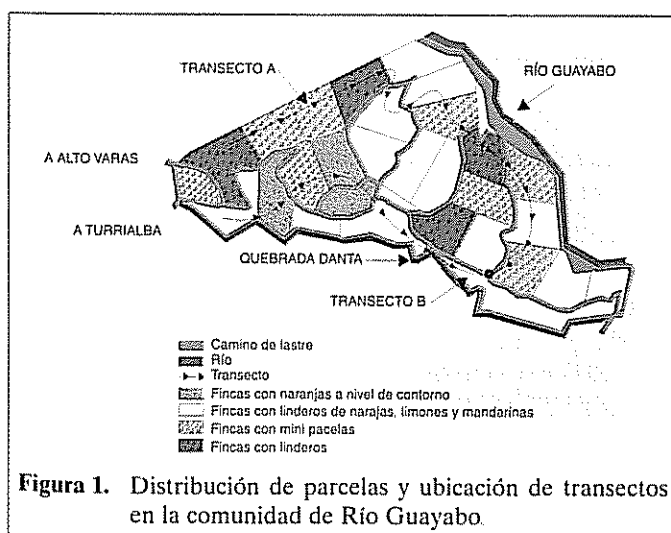 TRANSECTO A
RÍO GUAYABO
A ALTO VARAS
A TURRIALBA
QUEBRADA DANTA
TRANSECTO B
Camino de lastre
Río
Transecto
Fincas con naranjas a nivel de contorno
Fincas con linderos de narajas, limones y mandarinas
Fincas con mini pacelas
Fincas con linderos
Figura 1. Distribución de parcelas y ubicación de transectos
en la comunidad de Río Guayabo.